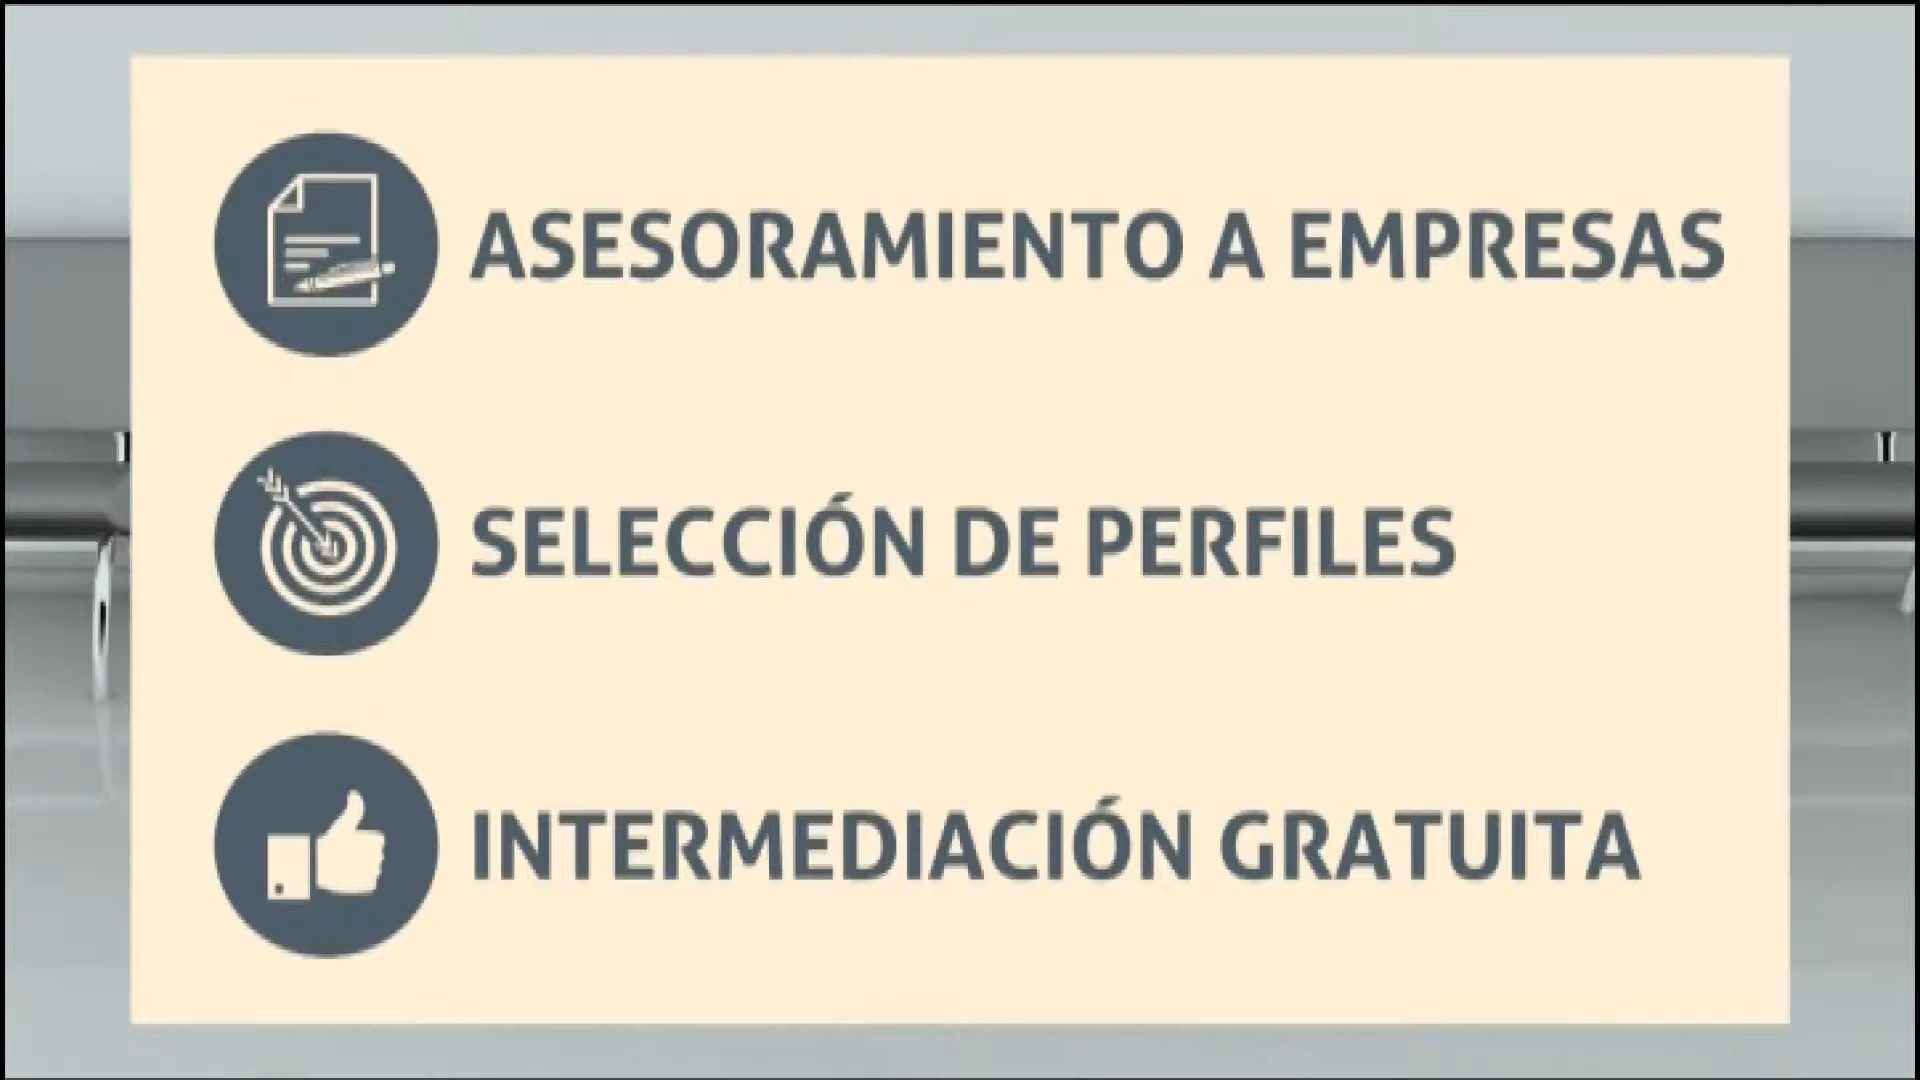 ASESORAMIENTO A EMPRESAS
SELECCIÓN DE PERFILES
INTERMEDIACIÓN GRATUITA